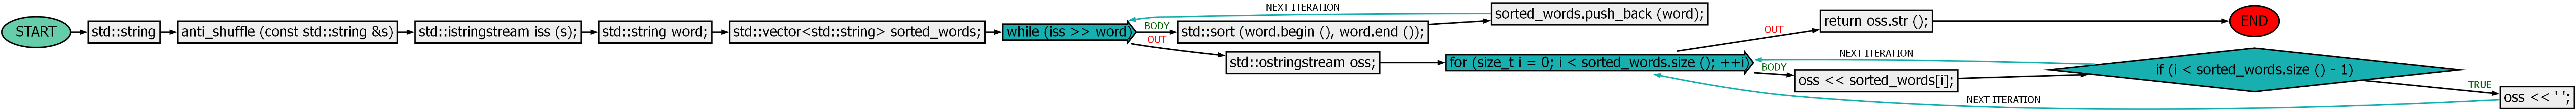 START
std::string
anti_shuffle (const std::string &s)
std::istringstream iss (s);
std::string word;
std::vector<std::string> sorted_words;
while (iss >> word)
NEXT ITERATION
BODY
OUT
std::sort (word.begin (), word.end ());
sorted_words.push_back (word);
std::ostringstream oss;
for (size_t i = 0; i < sorted_words.size (); ++i)
OUT
return oss.str ();
END
BODY
NEXT ITERATION
oss << sorted_words[i];
if (i < sorted_words.size () - 1)
TRUE
NEXT ITERATION
oss << ' ';